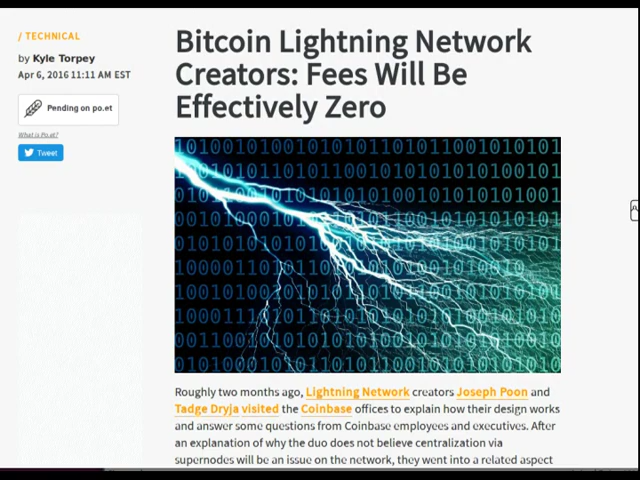 / TECHNICAL
by Kyle Torpey
Apr 6, 2016 11:11 AM EST
Pending on po.et
What is Po.et?
Tweet
Bitcoin Lightning Network
Creators: Fees Will Be
Effectively Zero
Roughly two months ago, Lightning Network creators Joseph Poon and
Tadge Dryja visited the Coinbase offices to explain how their design works
and answer some questions from Coinbase employees and executives. After
an explanation of why the duo does not believe centralization via
supernodes will be an issue on the network, they went into a related aspect